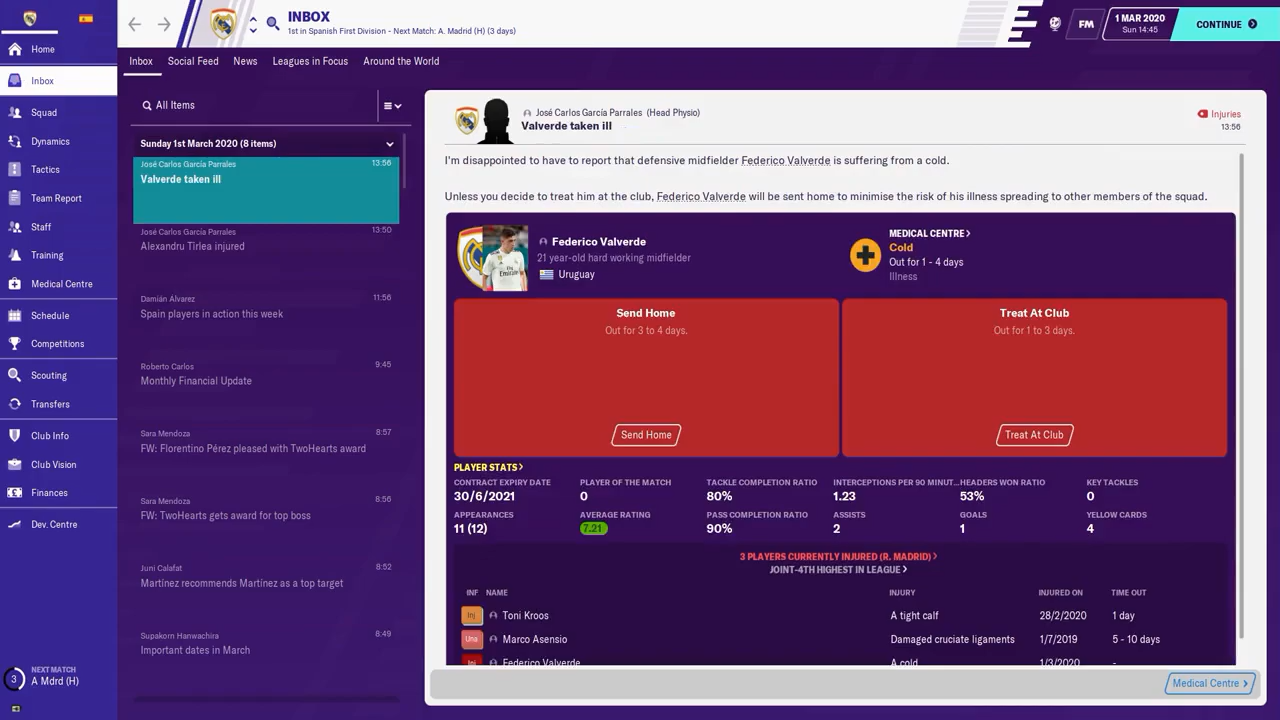 INBOX
1st in Spanish First Division - Next Match: A. Madrid (H) (3 days)
FM
1 MAR 2020
Sun 14:45
CONTINUE
Home
Inbox
Squad
Dynamics
Tactics
Team Report
Staff
Training
Medical Centre
Schedule
Competitions
Scouting
Transfers
Club Info
Club Vision
Finances
Dev. Centre
3
NEXT MATCH
A Mdrd (H)
Inbox
Social Feed
News
Leagues in Focus
Around the World
All Items
Sunday 1st March 2020 (8 items)
José Carlos García Parrales 13:56
Valverde taken ill
José Carlos García Parrales 13:50
Alexandru Tîrlea injured
Damián Álvarez 11:56
Spain players in action this week
Roberto Carlos 9:45
Monthly Financial Update
Sara Mendoza 8:57
FW: Florentino Pérez pleased with TwoHearts award
Sara Mendoza 8:56
FW: TwoHearts gets award for top boss
Juni Calafat 8:52
Martínez recommends Martínez as a top target
Supakorn Hanwachira 8:49
Important dates in March
José Carlos García Parrales (Head Physio)
Valverde taken ill
Injuries
13:56
I'm disappointed to have to report that defensive midfielder Federico Valverde is suffering from a cold.
Unless you decide to treat him at the club, Federico Valverde will be sent home to minimise the risk of his illness spreading to other members of the squad.
Federico Valverde
21 year-old hard working midfielder
Uruguay
MEDICAL CENTRE
Cold
Out for 1 - 4 days
Illness
Send Home
Out for 3 to 4 days.
Send Home
Treat At Club
Out for 1 to 3 days.
Treat At Club
PLAYER STATS
CONTRACT EXPIRY DATE PLAYER OF THE MATCH TACKLE COMPLETION RATIO INTERCEPTIONS PER 90 MINUT... HEADERS WON RATIO KEY TACKLES
30/6/2021 0 80% 1.23 53% 0
APPEARANCES AVERAGE RATING PASS COMPLETION RATIO ASSISTS GOALS YELLOW CARDS
11 (12) 7.21 90% 2 1 4
3 PLAYERS CURRENTLY INJURED (R. MADRID)
JOINT-4TH HIGHEST IN LEAGUE
INF NAME INJURY INJURED ON TIME OUT
Inj Toni Kroos A tight calf 28/2/2020 1 day
Una Marco Asensio Damaged cruciate ligaments 1/7/2019 5 - 10 days
Inj Federico Valverde A cold 1/3/2020 -
Medical Centre